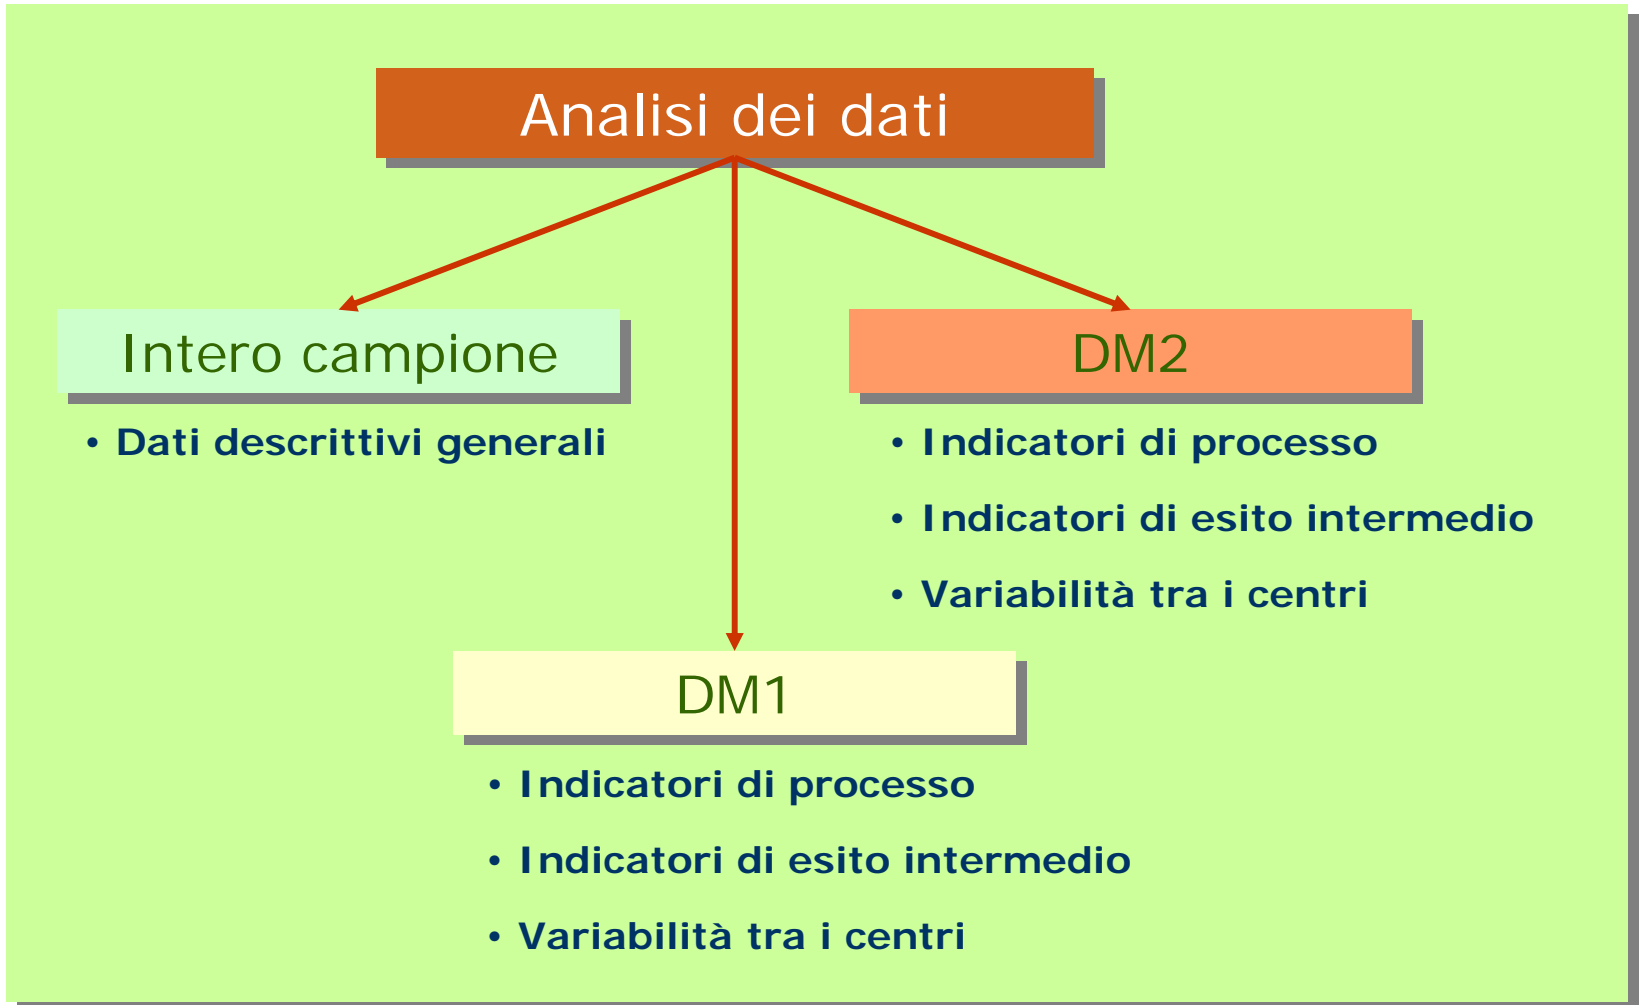 Analisi dei dati
Intero campione
• Dati descrittivi generali
DM2
• Indicatori di processo
• Indicatori di esito intermedio
• Variabilità tra i centri
DM1
• Indicatori di processo
• Indicatori di esito intermedio
• Variabilità tra i centri